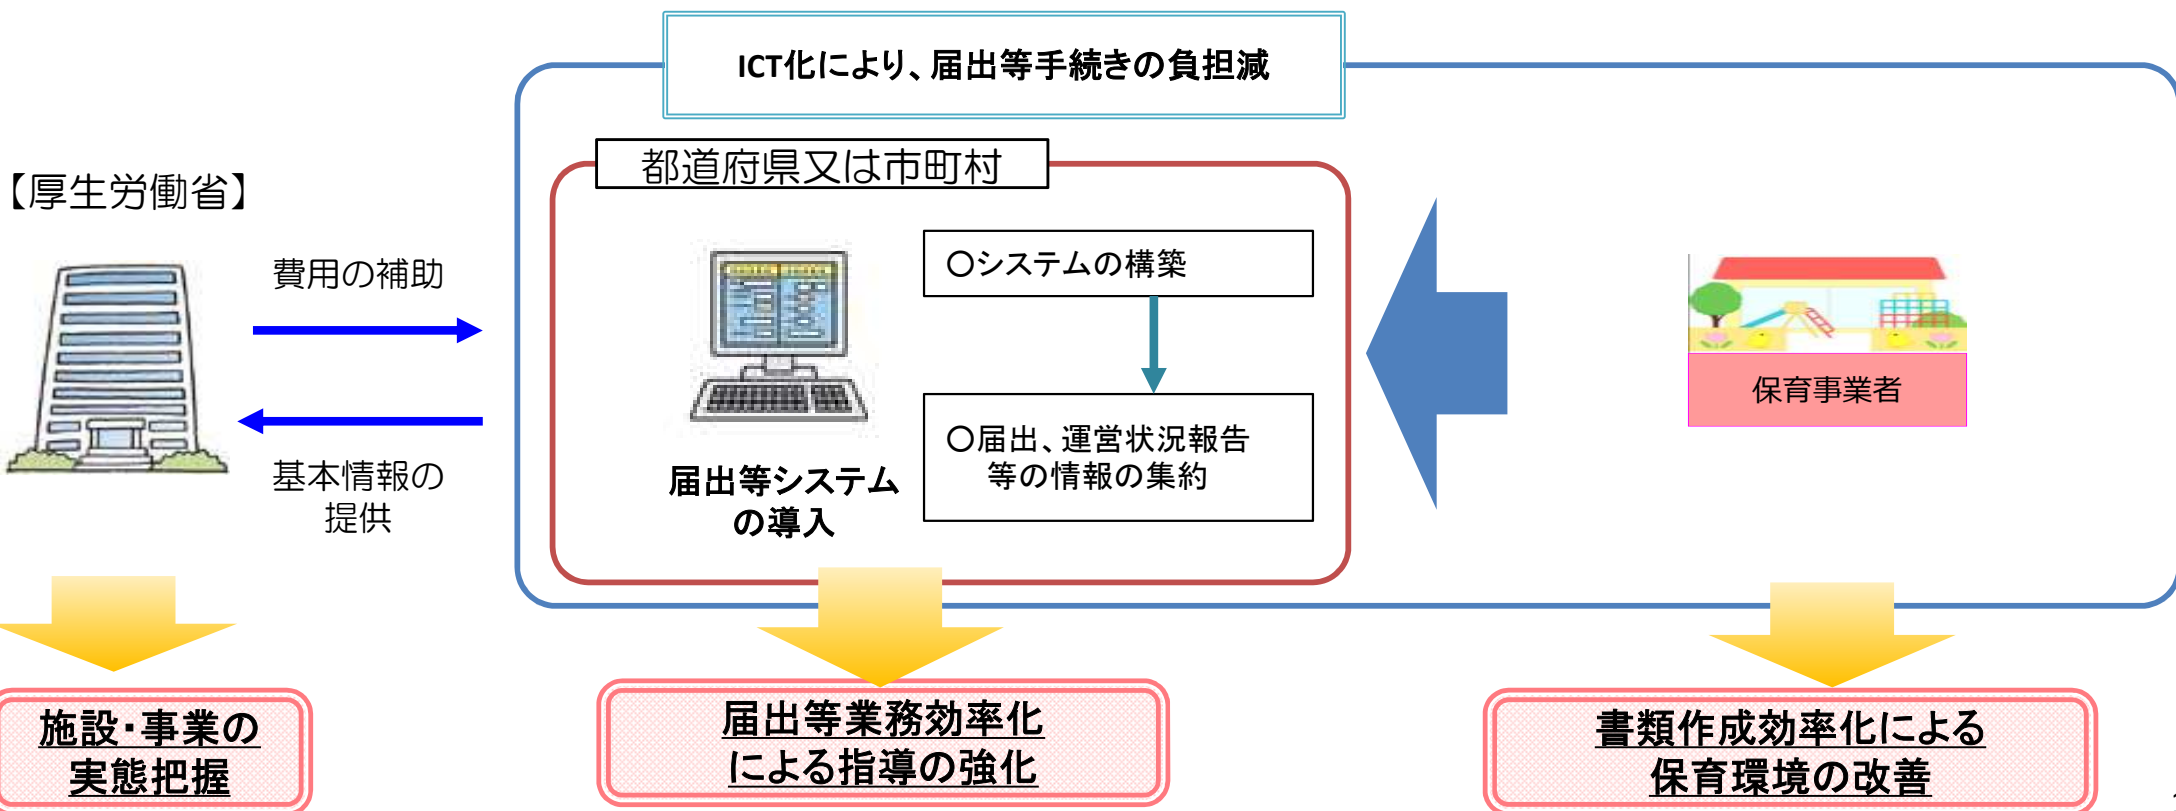 ICT化により、届出等手続きの負担減
都道府県又は市町村
【厚生労働省】
費用の補助
基本情報の
提供
届出等システム
の導入
〇システムの構築
〇届出、運営状況報告
等の情報の集約
保育事業者
施設・事業の
実態把握
届出等業務効率化
による指導の強化
書類作成効率化による
保育環境の改善